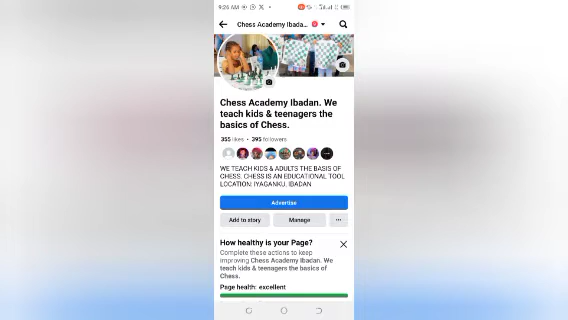 9:26 AM
Chess Academy Ibada...
Chess Academy Ibadan. We
teach kids & teenagers the
basics of Chess.
355 likes • 395 followers
WE TEACH KIDS & ADULTS THE BASIS OF
CHESS. CHESS IS AN EDUCATIONAL TOOL
LOCATION: IYAGANKU, IBADAN
Advertise
Add to story
Manage
How healthy is your Page?
Complete these actions to keep
improving Chess Academy Ibadan. We
teach kids & teenagers the basics of
Chess.
Page health: excellent